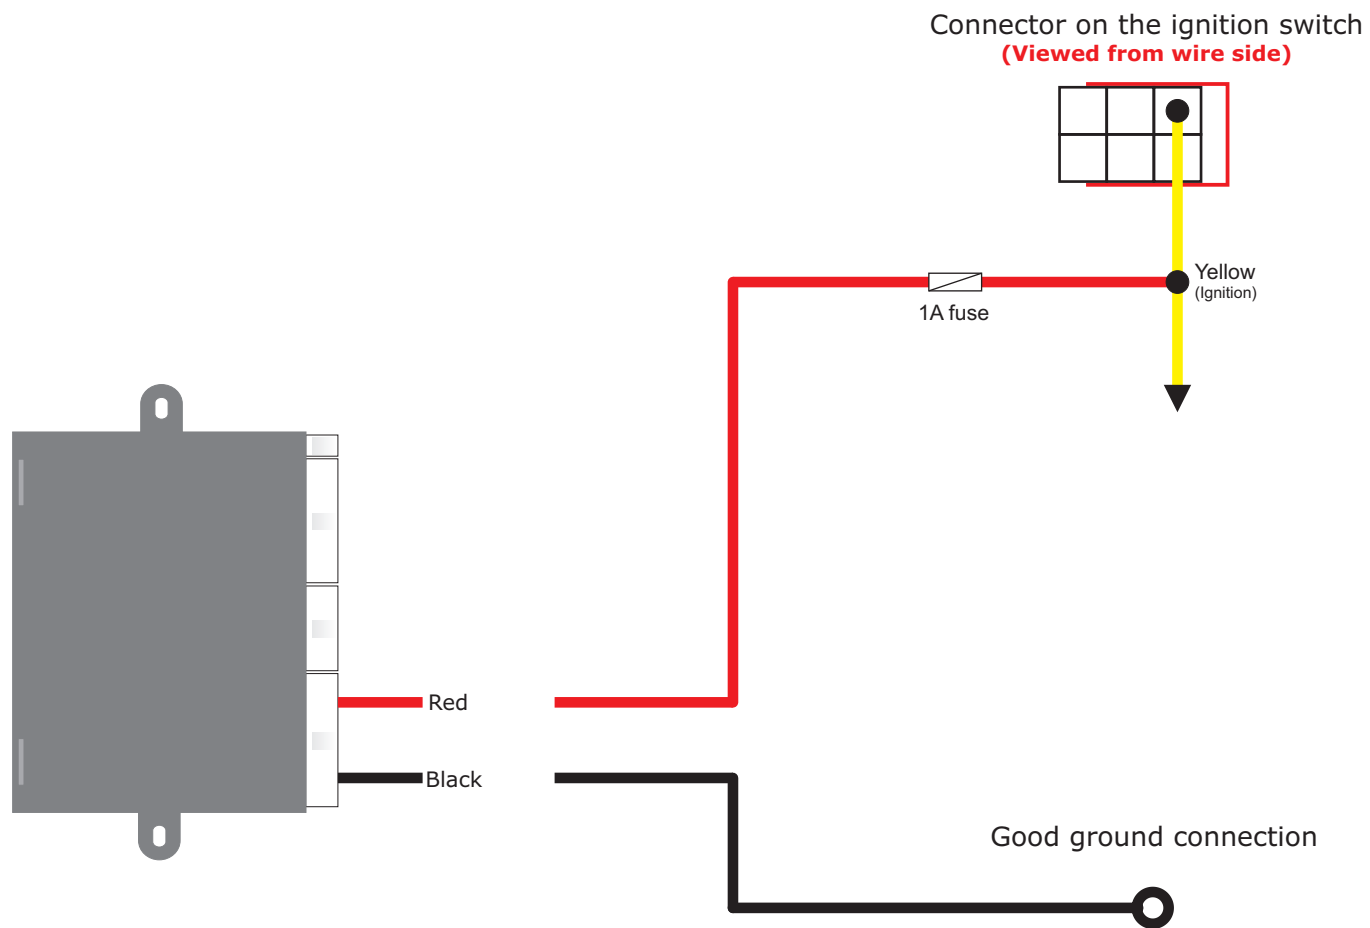 Connector on the ignition switch
(Viewed from wire side)
Yellow
(Ignition)
1A fuse
Red
Black
Good ground connection